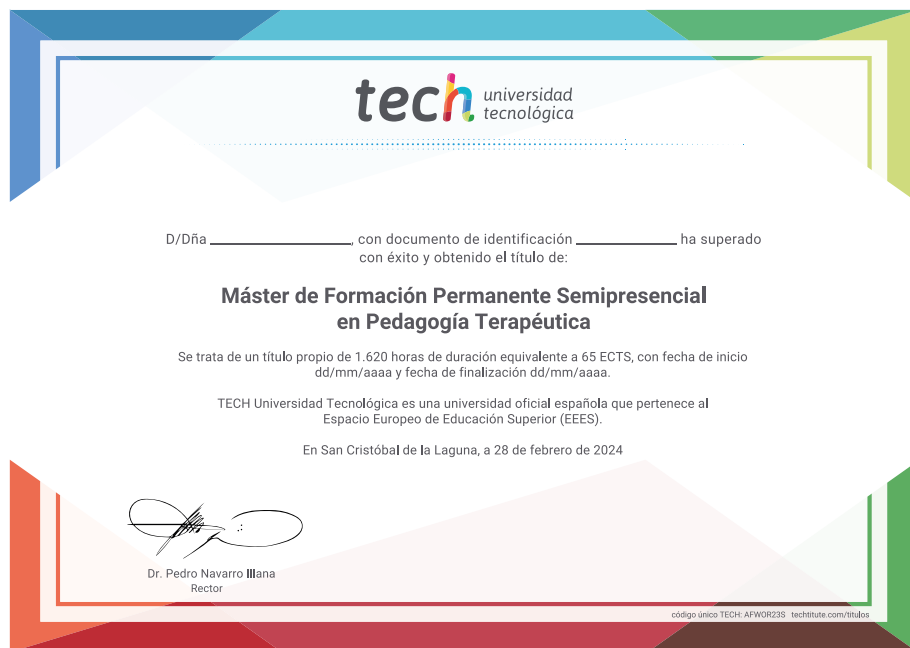 tech universidad
tecnológica
D/Dña ____________, con documento de identificación ____________ ha superado
con éxito y obtenido el título de:
Máster de Formación Permanente Semipresencial
en Pedagogía Terapéutica
Se trata de un título propio de 1.620 horas de duración equivalente a 65 ECTS, con fecha de inicio
dd/mm/aaaa y fecha de finalización dd/mm/aaaa.
TECH Universidad Tecnológica es una universidad oficial española que pertenece al
Espacio Europeo de Educación Superior (EEES).
En San Cristóbal de la Laguna, a 28 de febrero de 2024
Dr. Pedro Navarro Illana
Rector
código único TECH: AFWOR23S techtitute.com/titulos